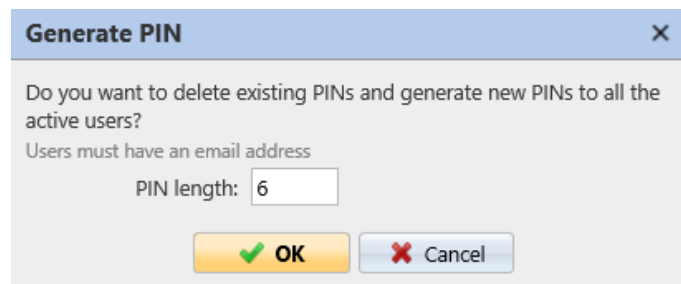 Generate PIN
Do you want to delete existing PINs and generate new PINs to all the
active users?
Users must have an email address
PIN length: 6
OK Cancel